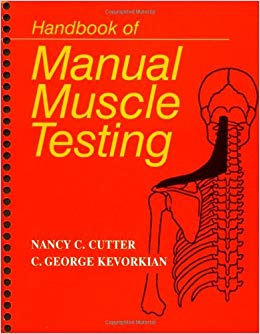 Handbook of
Manual
Muscle
Testing
NANCY C. CUTTER
C. GEORGE KEVORKIAN